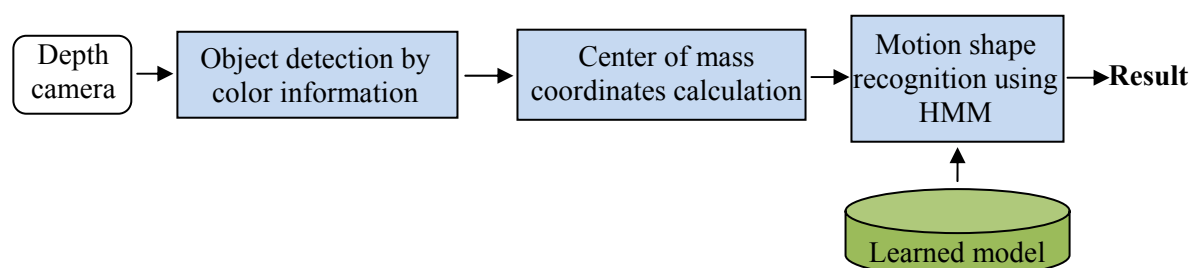 Depth
camera
Object detection by
color information
Center of mass
coordinates calculation
Motion shape
recognition using
HMM
Result
Learned model